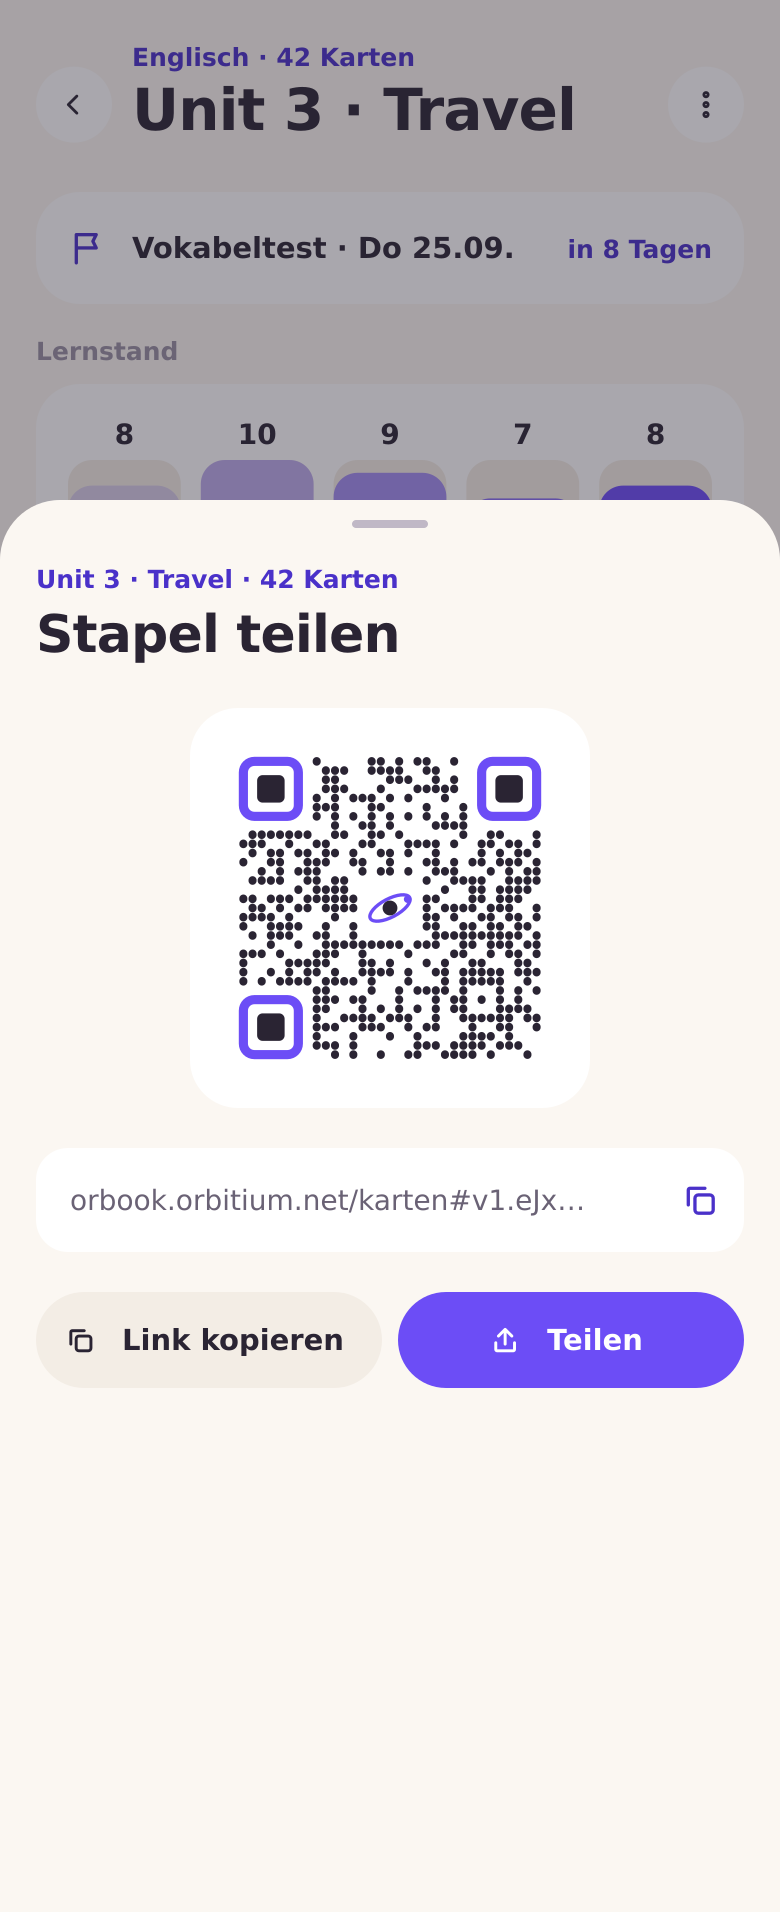 Englisch · 42 Karten
Unit 3 · Travel
Vokabeltest · Do 25.09.
in 8 Tagen
Lernstand
8 10 9 7 8
Unit 3 · Travel · 42 Karten
Stapel teilen
orbook.orbitium.net/karten#v1.eJx…
Link kopieren
Teilen